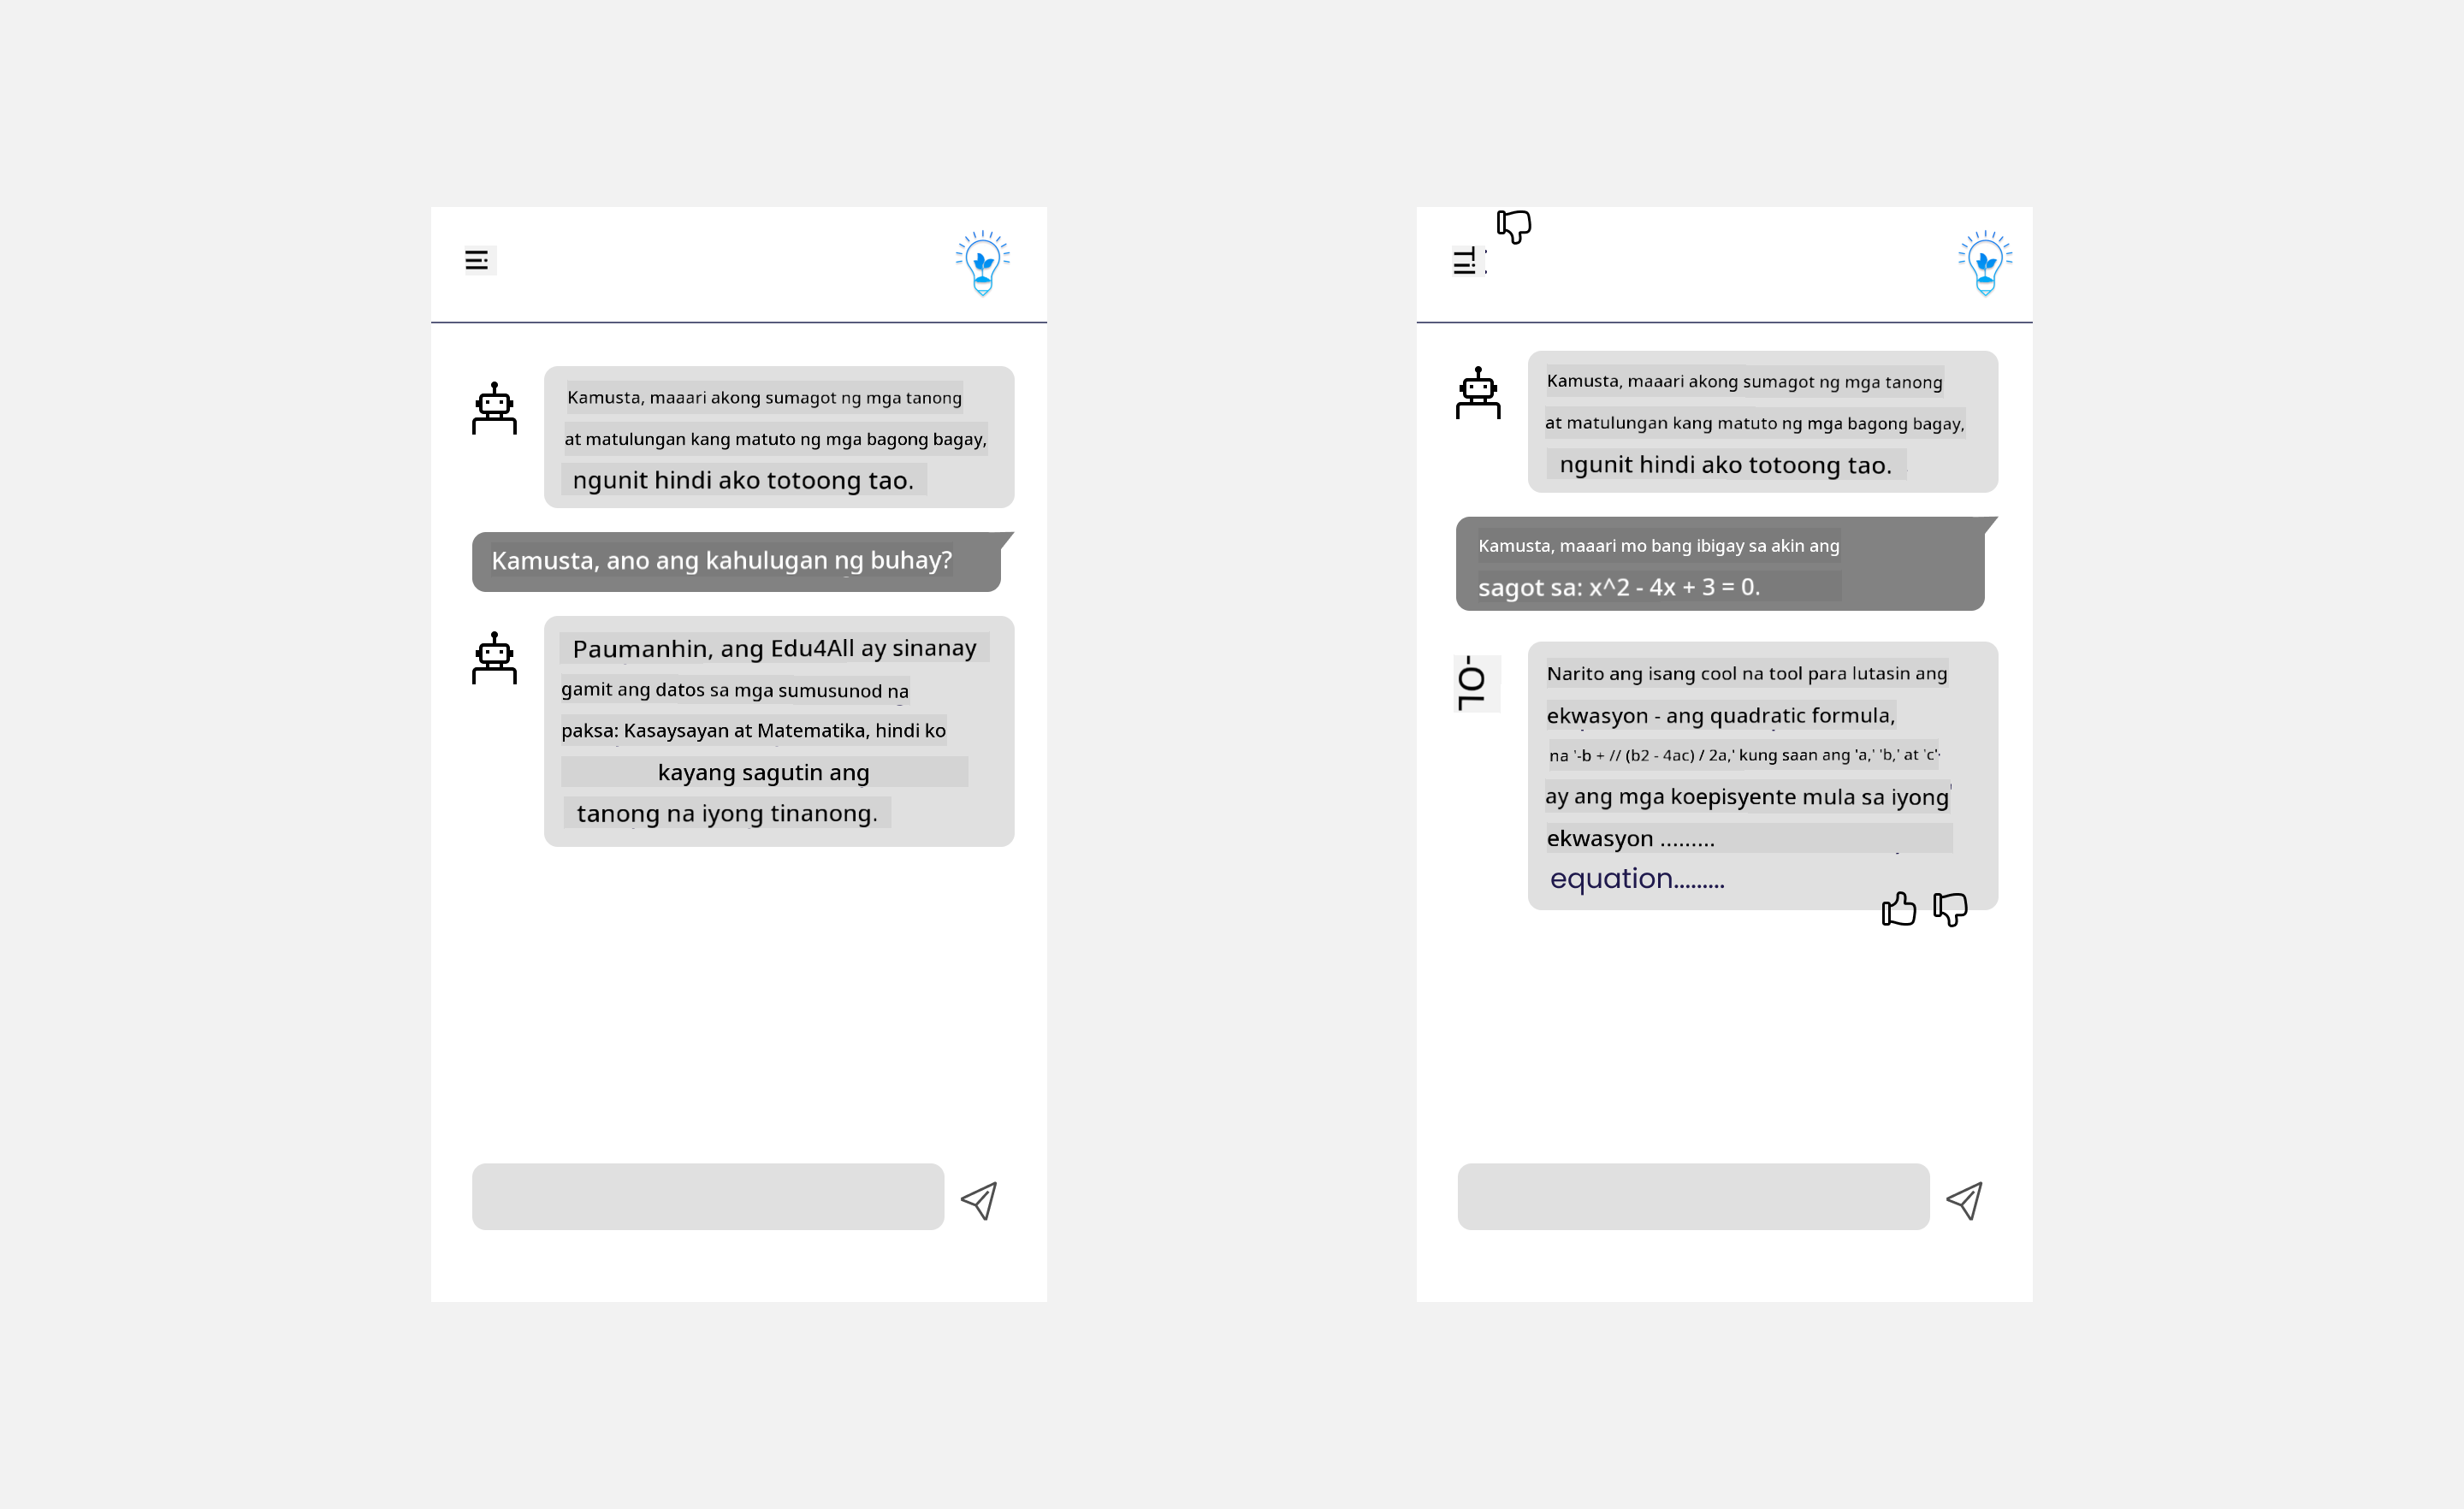 Kamusta, maaari akong sumagot ng mga tanong
at matulungan kang matuto ng mga bagong bagay,
ngunit hindi ako totoong tao.
Kamusta, ano ang kahulugan ng buhay?
Paumanhin, ang Edu4All ay sinanay
gamit ang datos sa mga sumusunod na
paksa: Kasaysayan at Matematika, hindi ko
kayang sagutin ang
tanong na iyong tinanong.
Kamusta, maaari akong sumagot ng mga tanong
at matulungan kang matuto ng mga bagong bagay,
ngunit hindi ako totoong tao.
Kamusta, maaari mo bang ibigay sa akin ang
sagot sa: x^2 - 4x + 3 = 0.
Narito ang isang cool na tool para lutasin ang
ekwasyon - ang quadratic formula,
na '-b + // (b2 - 4ac) / 2a,' kung saan ang 'a,' 'b,' at 'c'
ay ang mga koepisyente mula sa iyong
ekwasyon .........
equation.........